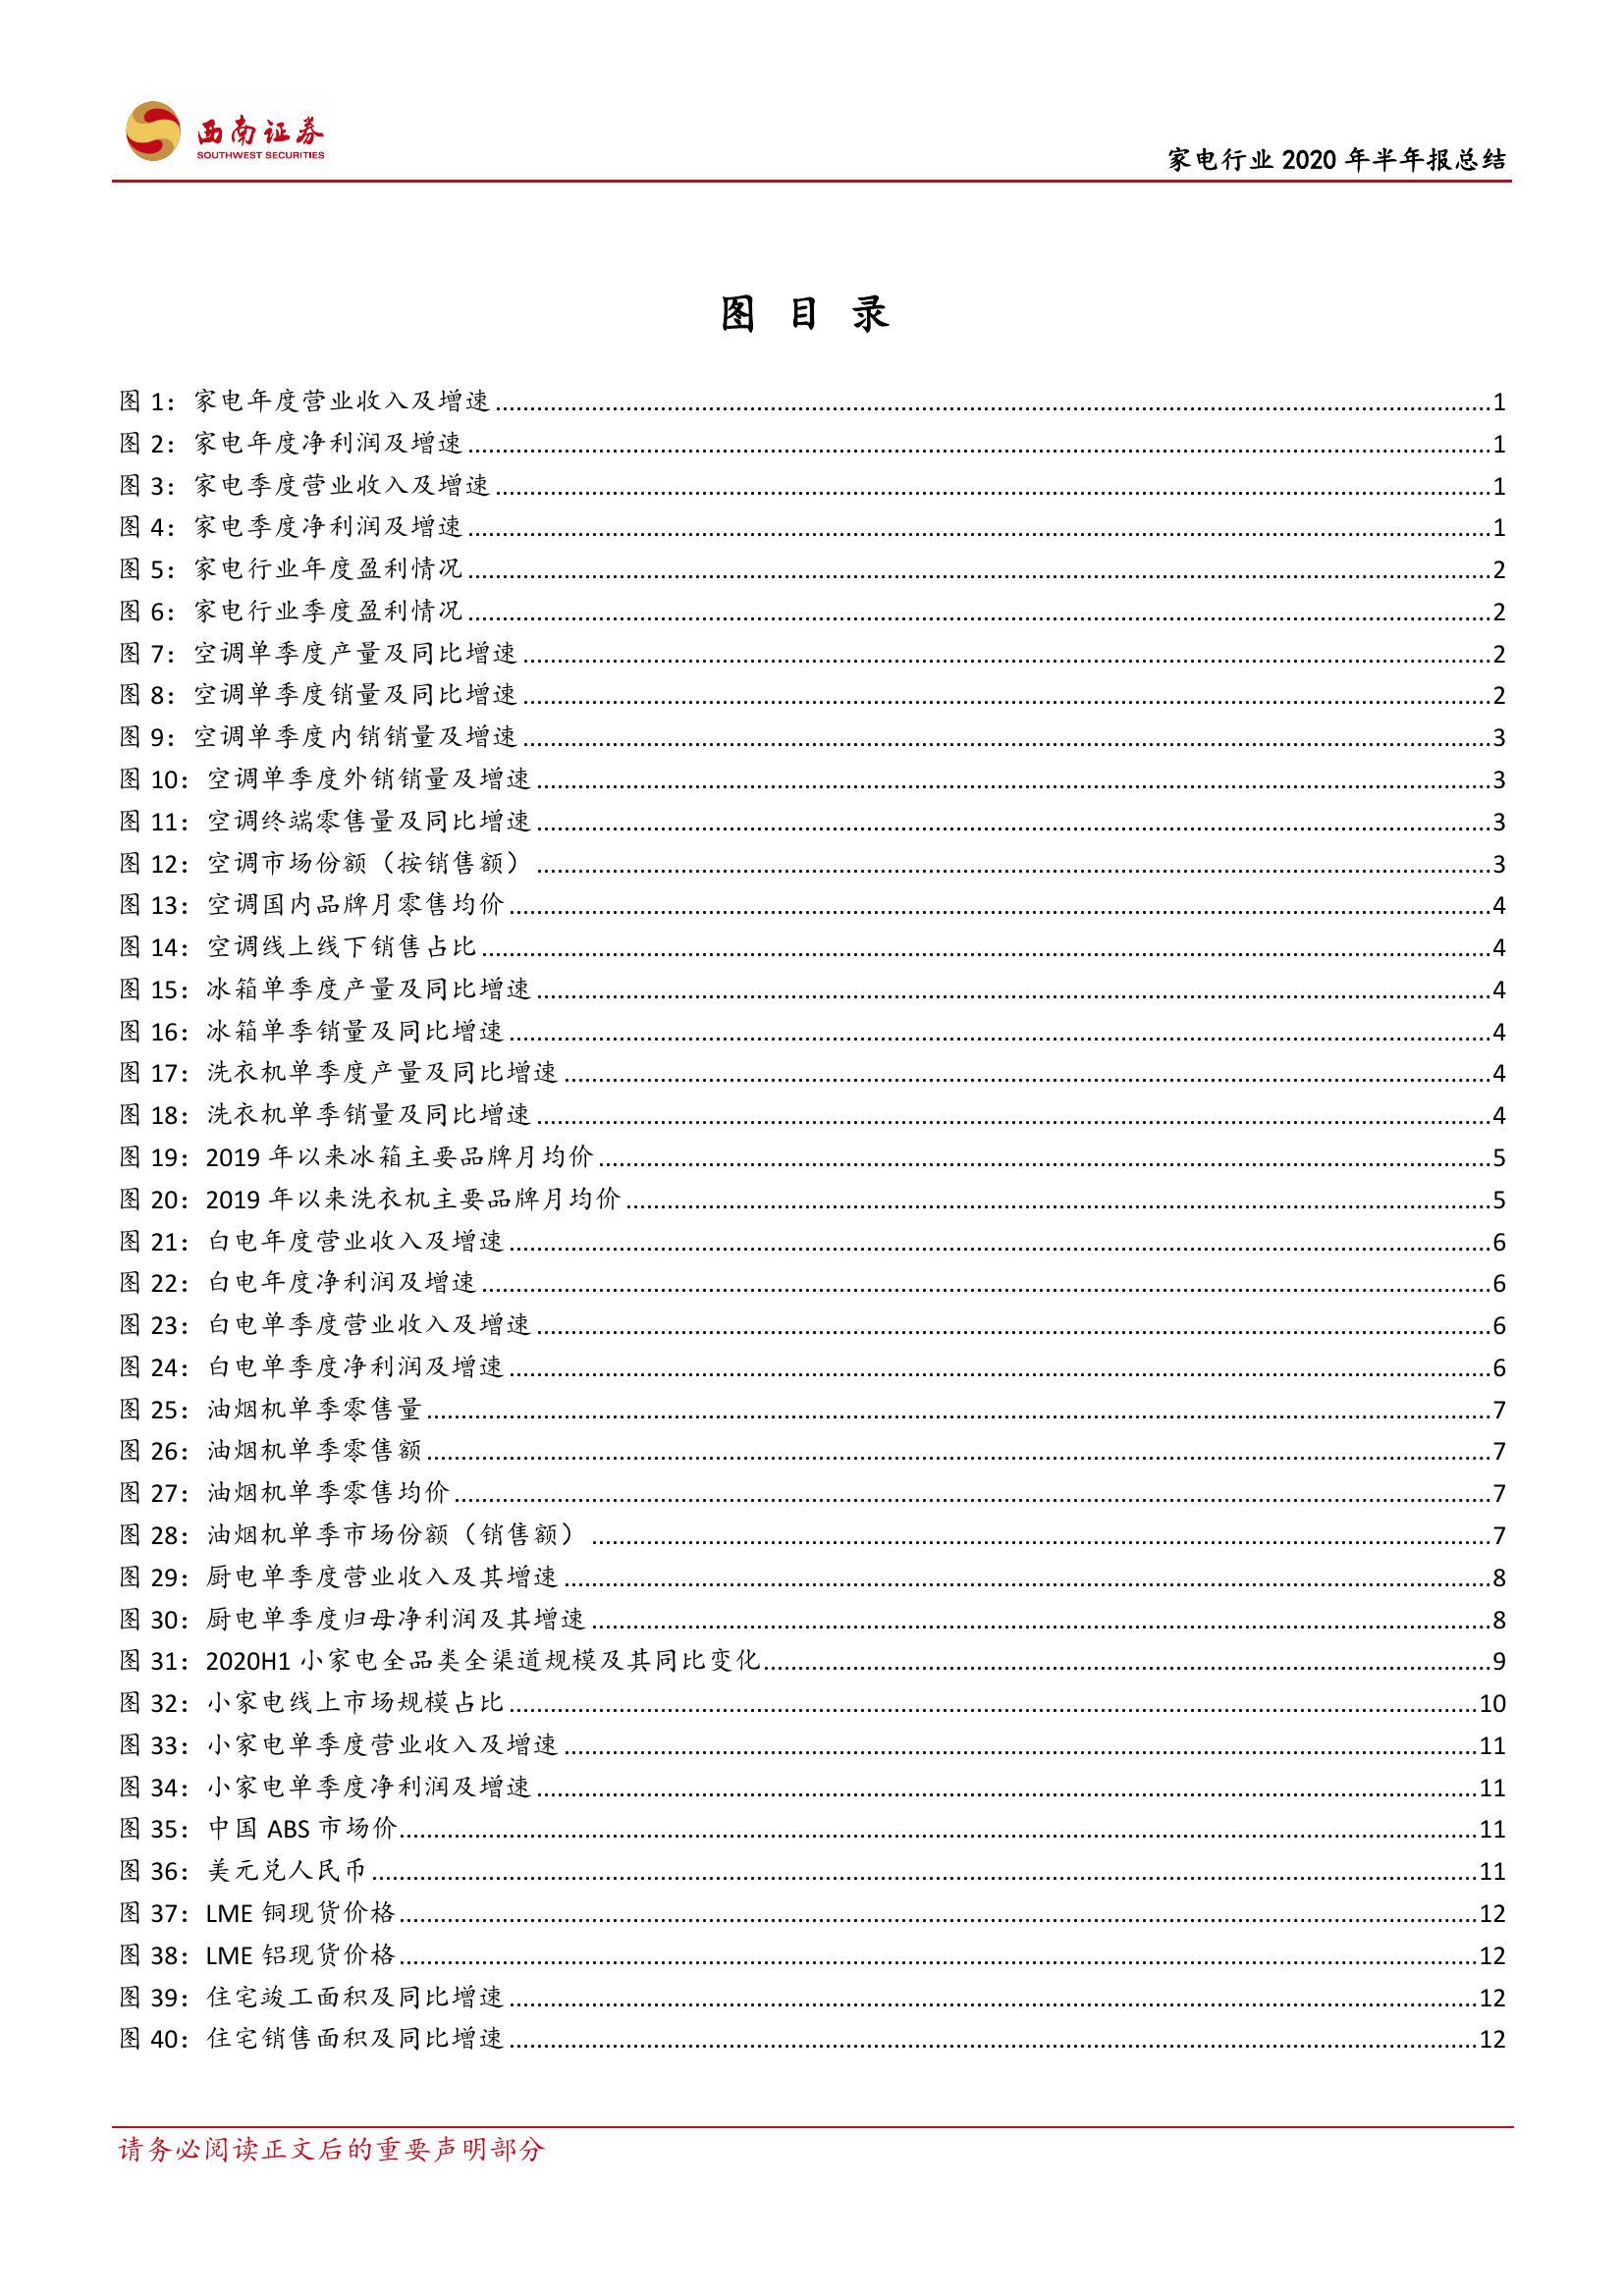 西南证券
SOUTHWEST SECURITIES
家电行业 2020 年半年报总结
图 目 录
图 1：家电年度营业收入及增速 1
图 2：家电年度净利润及增速 1
图 3：家电季度营业收入及增速 1
图 4：家电季度净利润及增速 1
图 5：家电行业年度盈利情况 2
图 6：家电行业季度盈利情况 2
图 7：空调单季度产量及同比增速 2
图 8：空调单季度销量及同比增速 2
图 9：空调单季度内销销量及增速 3
图 10：空调单季度外销销量及增速 3
图 11：空调终端零售量及同比增速 3
图 12：空调市场份额（按销售额） 3
图 13：空调国内品牌月零售均价 4
图 14：空调线上线下销售占比 4
图 15：冰箱单季度产量及同比增速 4
图 16：冰箱单季销量及同比增速 4
图 17：洗衣机单季度产量及同比增速 4
图 18：洗衣机单季销量及同比增速 4
图 19：2019 年以来冰箱主要品牌月均价 5
图 20：2019 年以来洗衣机主要品牌月均价 5
图 21：白电年度营业收入及增速 6
图 22：白电年度净利润及增速 6
图 23：白电单季度营业收入及增速 6
图 24：白电单季度净利润及增速 6
图 25：油烟机单季零售量 7
图 26：油烟机单季零售额 7
图 27：油烟机单季零售均价 7
图 28：油烟机单季市场份额（销售额） 7
图 29：厨电单季度营业收入及其增速 8
图 30：厨电单季度归母净利润及其增速 8
图 31：2020H1 小家电全品类全渠道规模及其同比变化 9
图 32：小家电线上市场规模占比 10
图 33：小家电单季度营业收入及增速 11
图 34：小家电单季度净利润及增速 11
图 35：中国 ABS 市场价 11
图 36：美元兑人民币 11
图 37：LME 铜现货价格 12
图 38：LME 铝现货价格 12
图 39：住宅竣工面积及同比增速 12
图 40：住宅销售面积及同比增速 12
请务必阅读正文后的重要声明部分